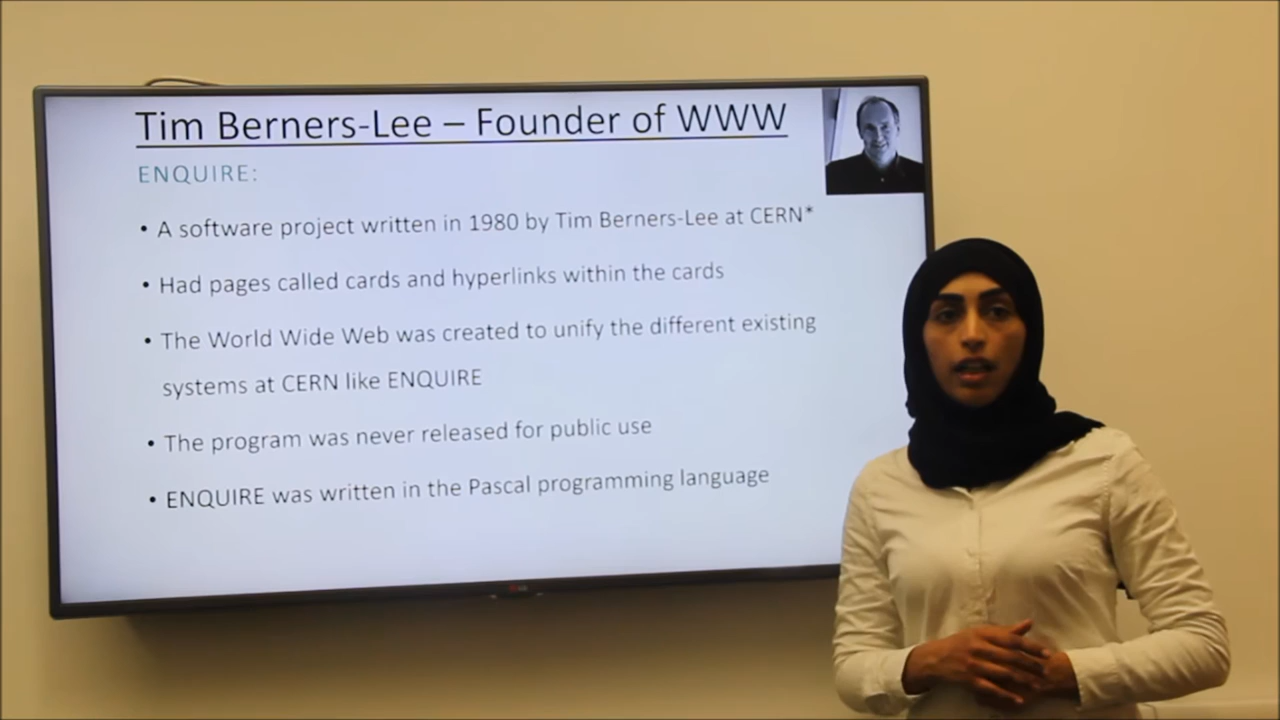 Tim Berners-Lee – Founder of WWW
ENQUIRE:
• A software project written in 1980 by Tim Berners-Lee at CERN*
• Had pages called cards and hyperlinks within the cards
• The World Wide Web was created to unify the different existing
systems at CERN like ENQUIRE
• The program was never released for public use
• ENQUIRE was written in the Pascal programming language